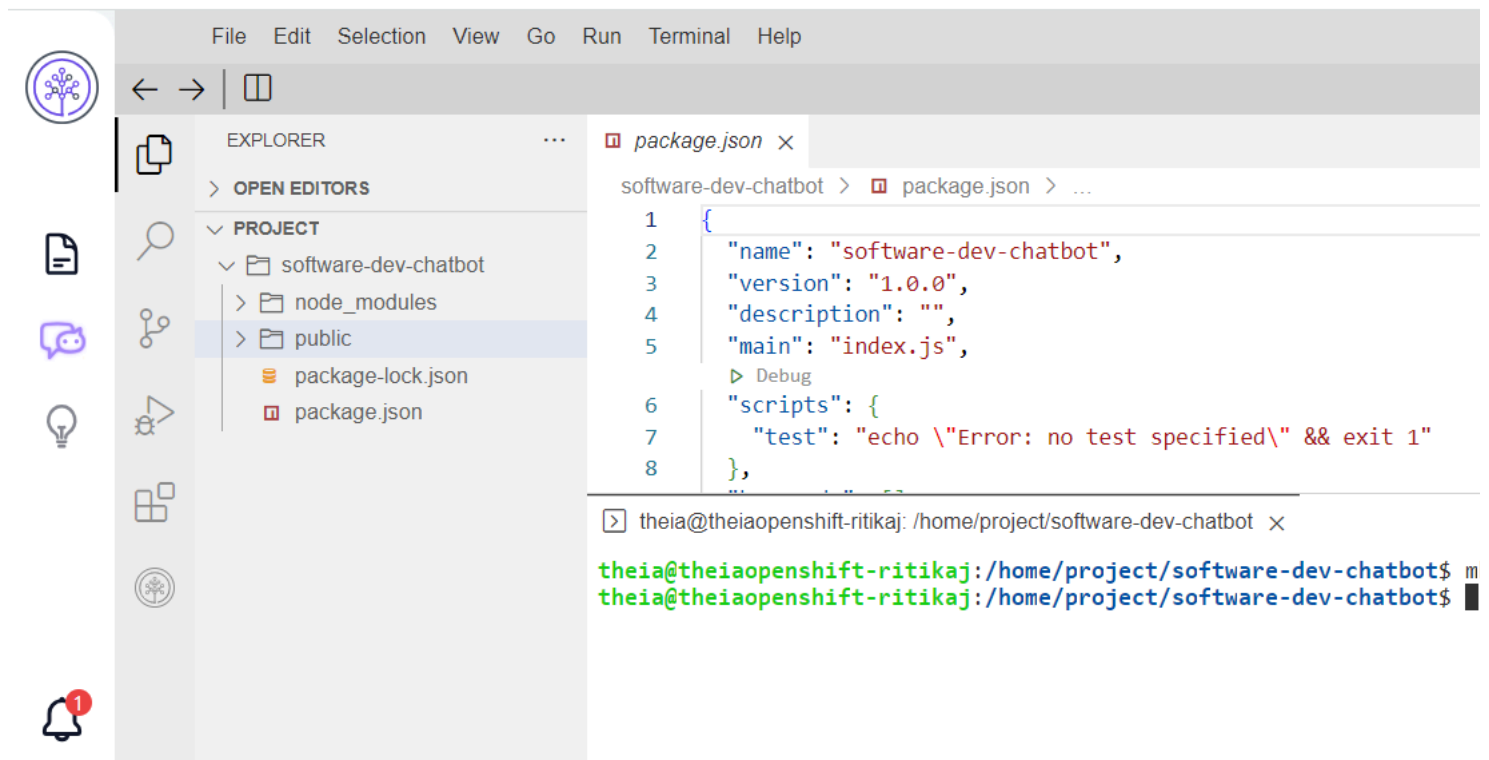 File Edit Selection View Go Run Terminal Help
EXPLORER ...
OPEN EDITORS
PROJECT
software-dev-chatbot
node_modules
public
package-lock.json
package.json
package.json
software-dev-chatbot > package.json > ...
1 {
2 "name": "software-dev-chatbot",
3 "version": "1.0.0",
4 "description": "",
5 "main": "index.js",
Debug
6 "scripts": {
7 "test": "echo \"Error: no test specified\" && exit 1"
8 },
theia@theiaopenshift-ritikaj: /home/project/software-dev-chatbot
theia@theiaopenshift-ritikaj:/home/project/software-dev-chatbot$ m
theia@theiaopenshift-ritikaj:/home/project/software-dev-chatbot$
1